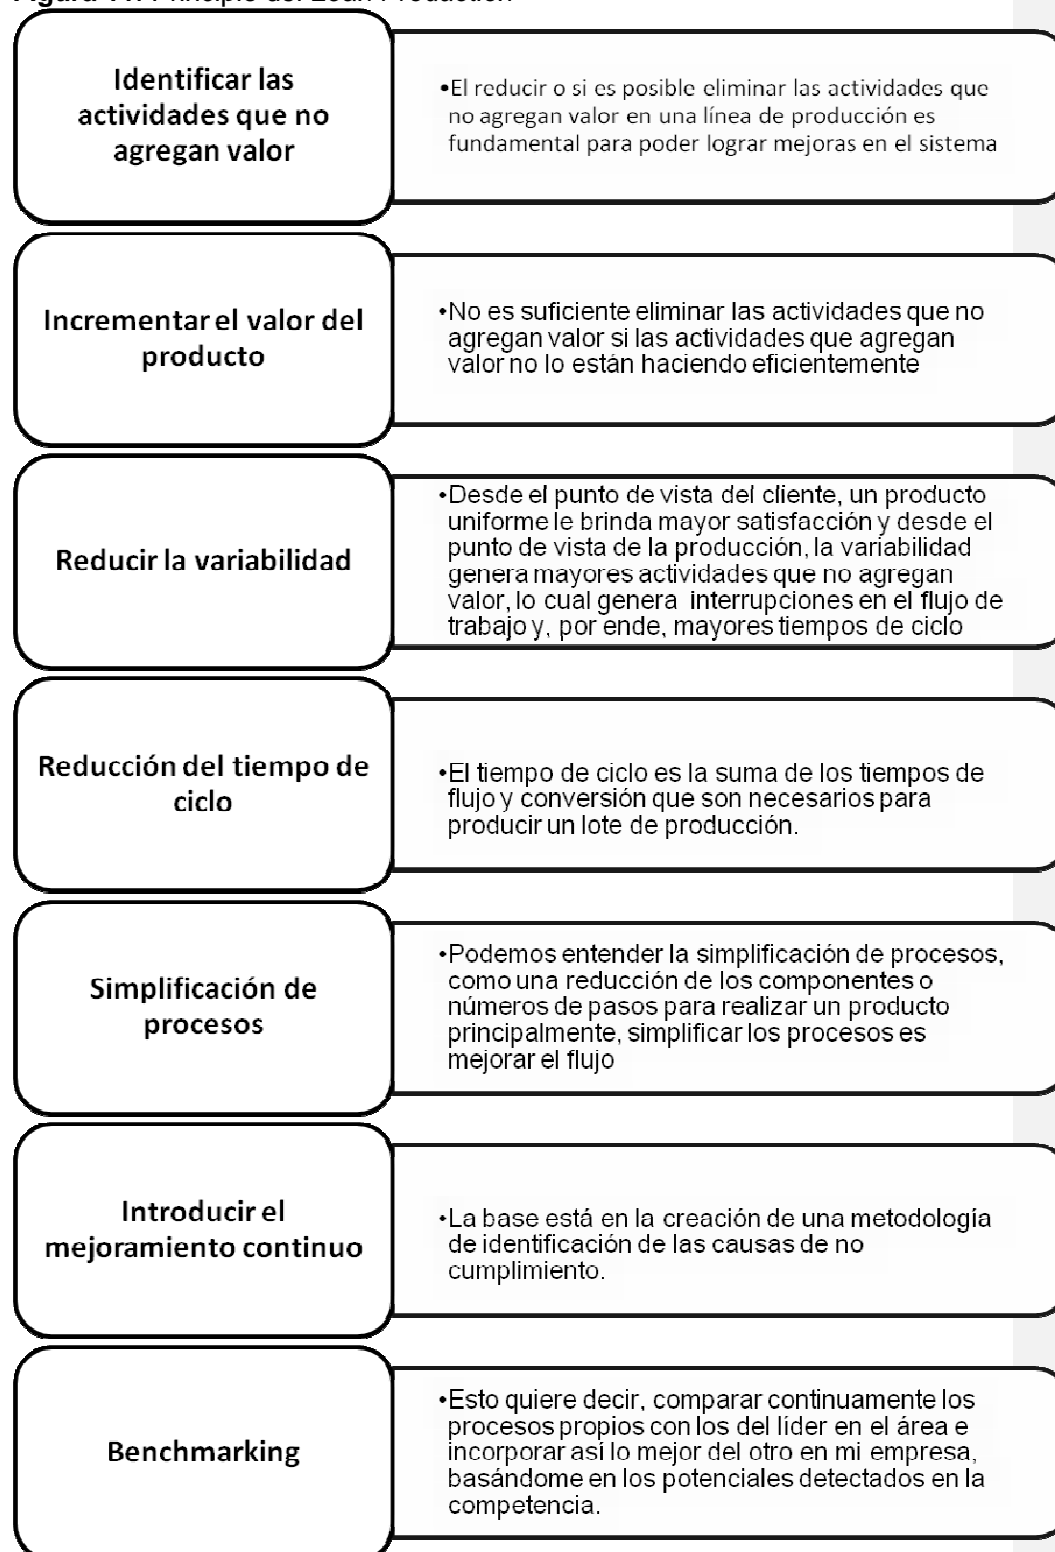 Identificar las
actividades que no
agregan valor
•El reducir o si es posible eliminar las actividades que
no agregan valor en una línea de producción es
fundamental para poder lograr mejoras en el sistema
Incrementar el valor del
producto
•No es suficiente eliminar las actividades que no
agregan valor si las actividades que agregan
valor no lo están haciendo eficientemente
Reducir la variabilidad
•Desde el punto de vista del cliente, un producto
uniforme le brinda mayor satisfacción y desde el
punto de vista de la producción, la variabilidad
genera mayores actividades que no agregan
valor, lo cual genera interrupciones en el flujo de
trabajo y, por ende, mayores tiempos de ciclo
Reducción del tiempo de
ciclo
•El tiempo de ciclo es la suma de los tiempos de
flujo y conversión que son necesarios para
producir un lote de producción.
Simplificación de
procesos
•Podemos entender la simplificación de procesos,
como una reducción de los componentes o
números de pasos para realizar un producto
principalmente, simplificar los procesos es
mejorar el flujo
Introducir el
mejoramiento continuo
•La base está en la creación de una metodología
de identificación de las causas de no
cumplimiento.
Benchmarking
•Esto quiere decir, comparar continuamente los
procesos propios con los del líder en el área e
incorporar así lo mejor del otro en mi empresa,
basándome en los potenciales detectados en la
competencia.